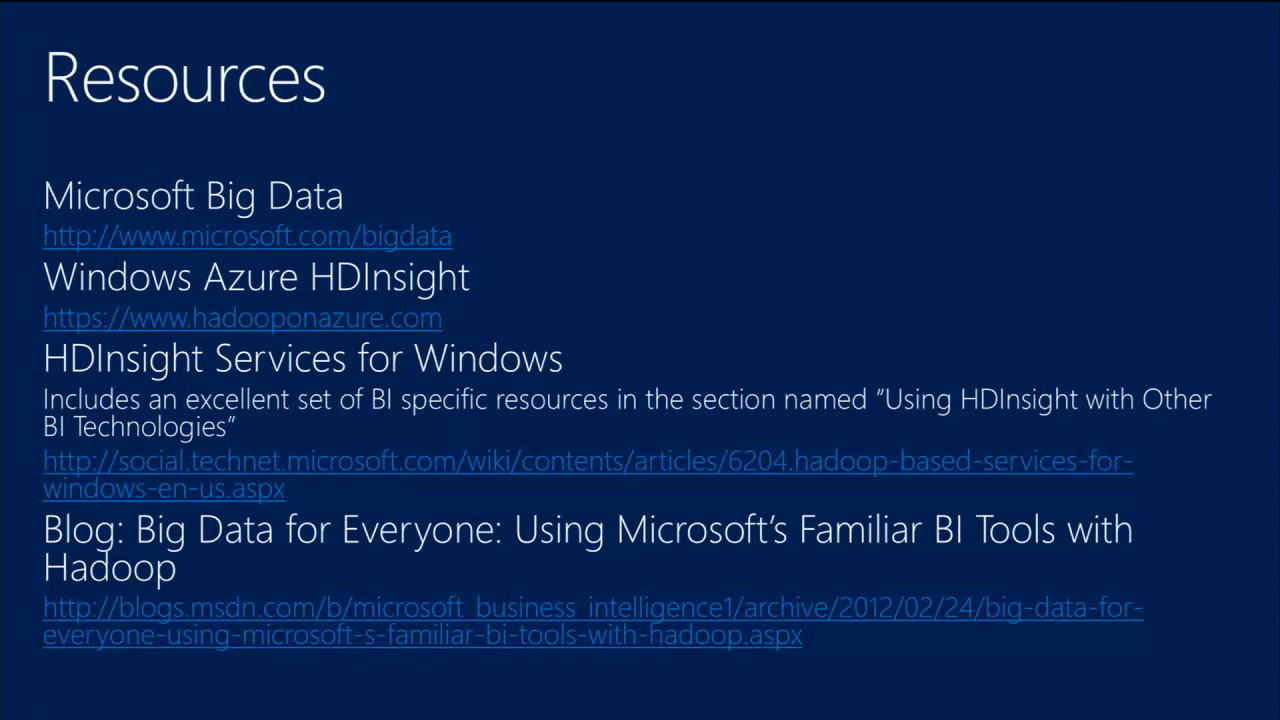 Resources
Microsoft Big Data
http://www.microsoft.com/bigdata
Windows Azure HDInsight
https://www.hadooponazure.com
HDInsight Services for Windows
Includes an excellent set of BI specific resources in the section named “Using HDInsight with Other
BI Technologies”
http://social.technet.microsoft.com/wiki/contents/articles/6204.hadoop-based-services-for-
windows-en-us.aspx
Blog: Big Data for Everyone: Using Microsoft’s Familiar BI Tools with
Hadoop
http://blogs.msdn.com/b/microsoft_business_intelligence1/archive/2012/02/24/big-data-for-
everyone-using-microsoft-s-familiar-bi-tools-with-hadoop.aspx